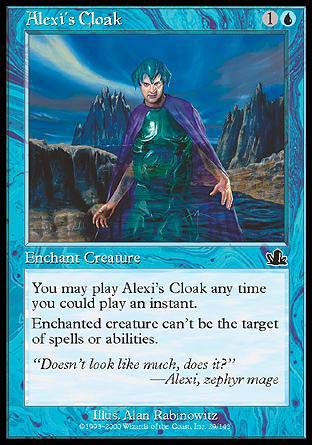 Alexi's Cloak 1
Enchant Creature
You may play Alexi's Cloak any time
you could play an instant.
Enchanted creature can't be the target
of spells or abilities.
"Doesn't look like much, does it?"
—Alexi, zephyr mage
Illus. Alan Rabinowitz
©1993-2000 Wizards of the Coast, Inc. 29/143